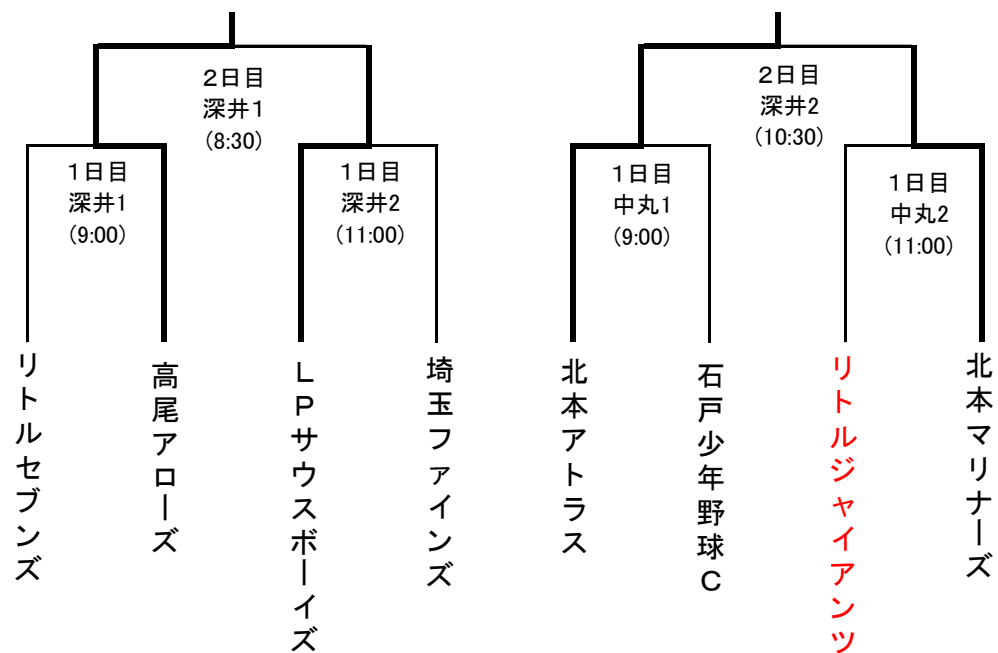 2日目
深井1
(8:30)
2日目
深井2
(10:30)
1日目
深井1
(9:00)
1日目
深井2
(11:00)
1日目
中丸1
(9:00)
1日目
中丸2
(11:00)
リトルセブンズ
高尾アローズ
LPサウスボーイズ
埼玉ファインズ
北本アトラス
石戸少年野球C
リトルジャイアンツ
北本マリナーズ